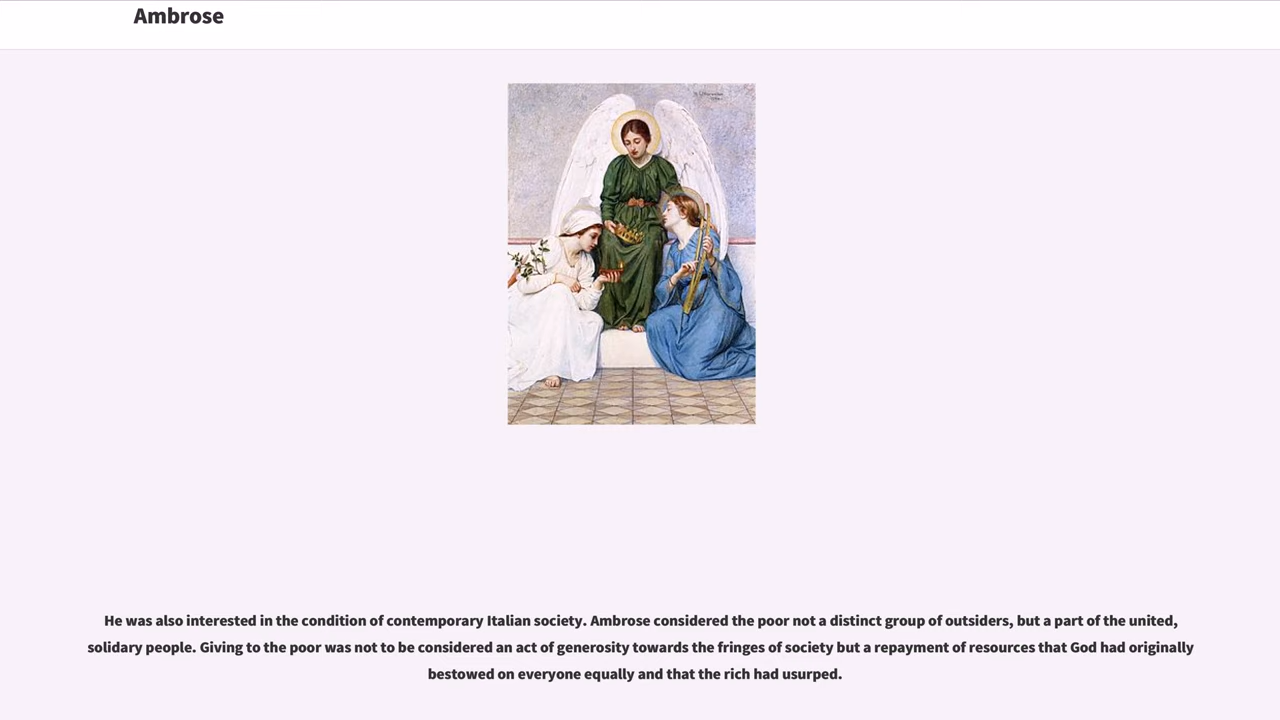 Ambrose
He was also interested in the condition of contemporary Italian society. Ambrose considered the poor not a distinct group of outsiders, but a part of the united,
solidary people. Giving to the poor was not to be considered an act of generosity towards the fringes of society but a repayment of resources that God had originally
bestowed on everyone equally and that the rich had usurped.